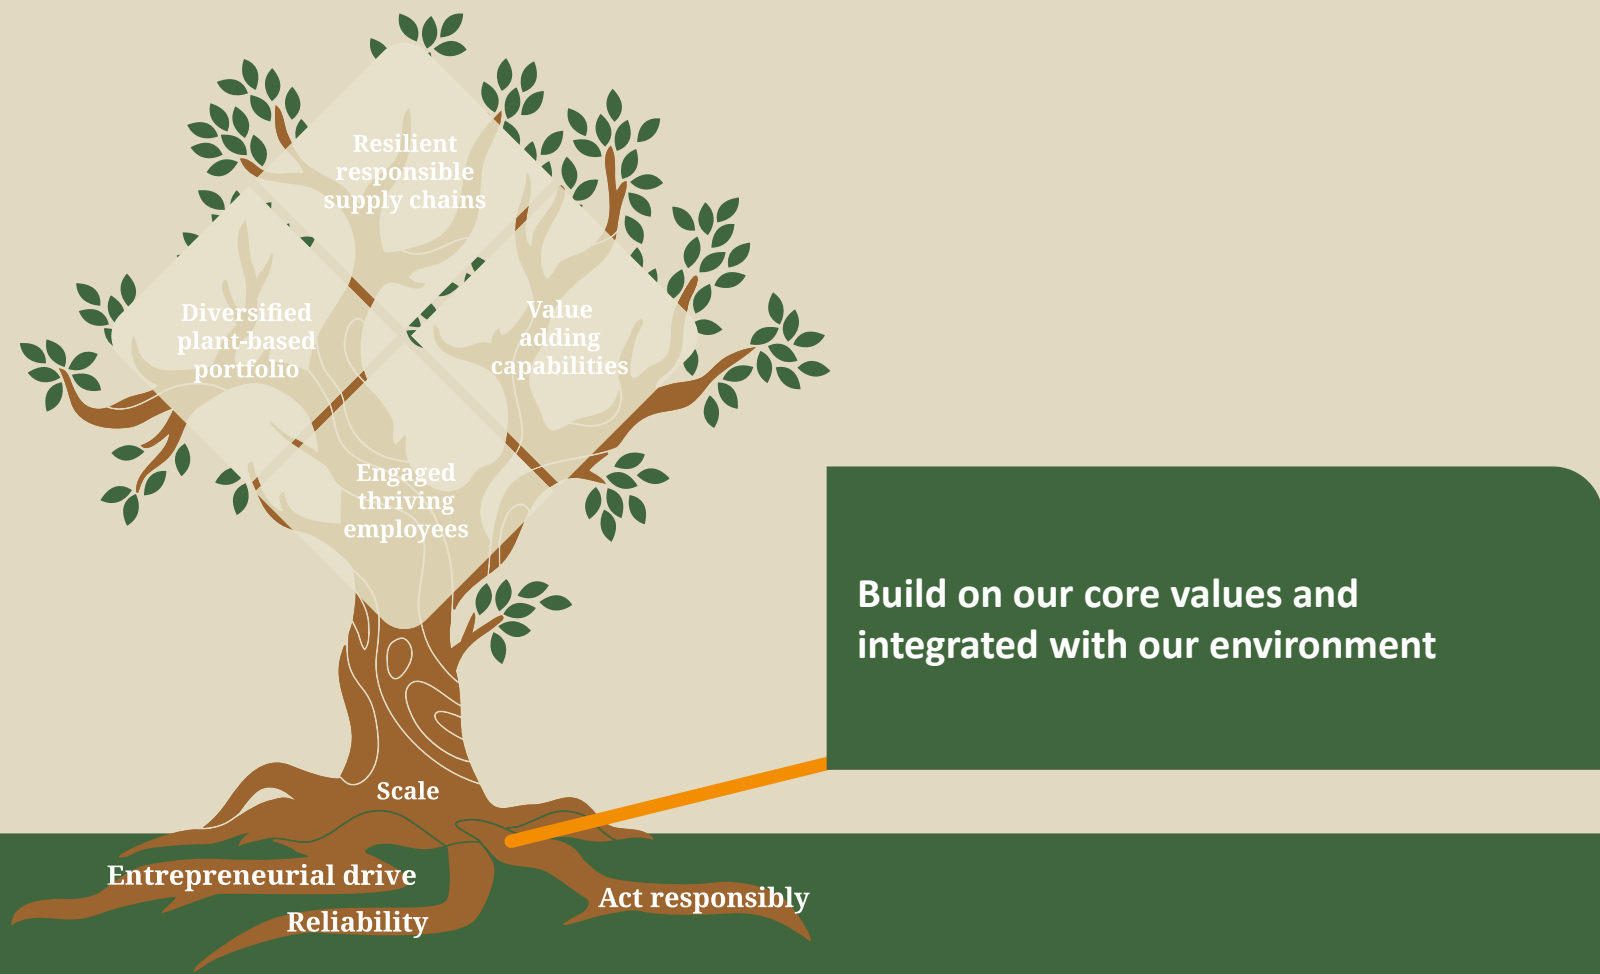 Resilient
responsible
supply chains
Diversified
plant-based
portfolio
Value
adding
capabilities
Engaged
thriving
employees
Build on our core values and
integrated with our environment
Scale
Entrepreneurial drive
Reliability
Act responsibly